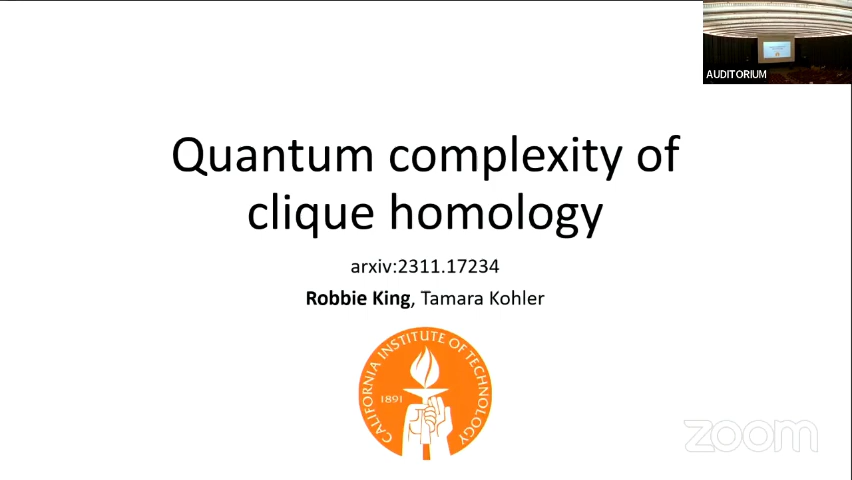 AUDITORIUM
Quantum complexity of
clique homology
arxiv:2311.17234
Robbie King, Tamara Kohler
CALIFORNIA INSTITUTE OF TECHNOLOGY
1891
zoom